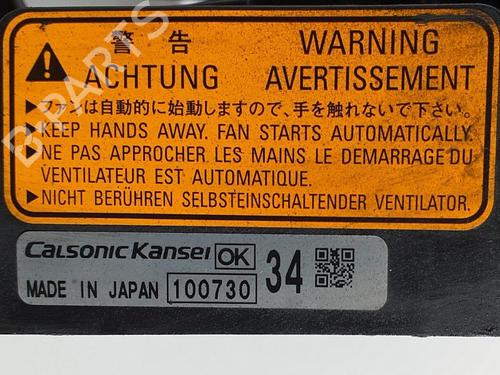 警告 WARNING
ACHTUNG AVERTISSEMENT
▶ファンは自動的に始動しますので、手を触れないで下さい。
▶KEEP HANDS AWAY. FAN STARTS AUTOMATICALLY.
NE PAS APPROCHER LES MAINS LE DEMARRAGE DU
VENTILATEUR EST AUTOMATIQUE.
▶NICHT BERÜHREN SELBSTEINSCHALTENDER VENTILATOR.
CALSONIC KANSEI OK 34
MADE IN JAPAN 100730
B-PARTS